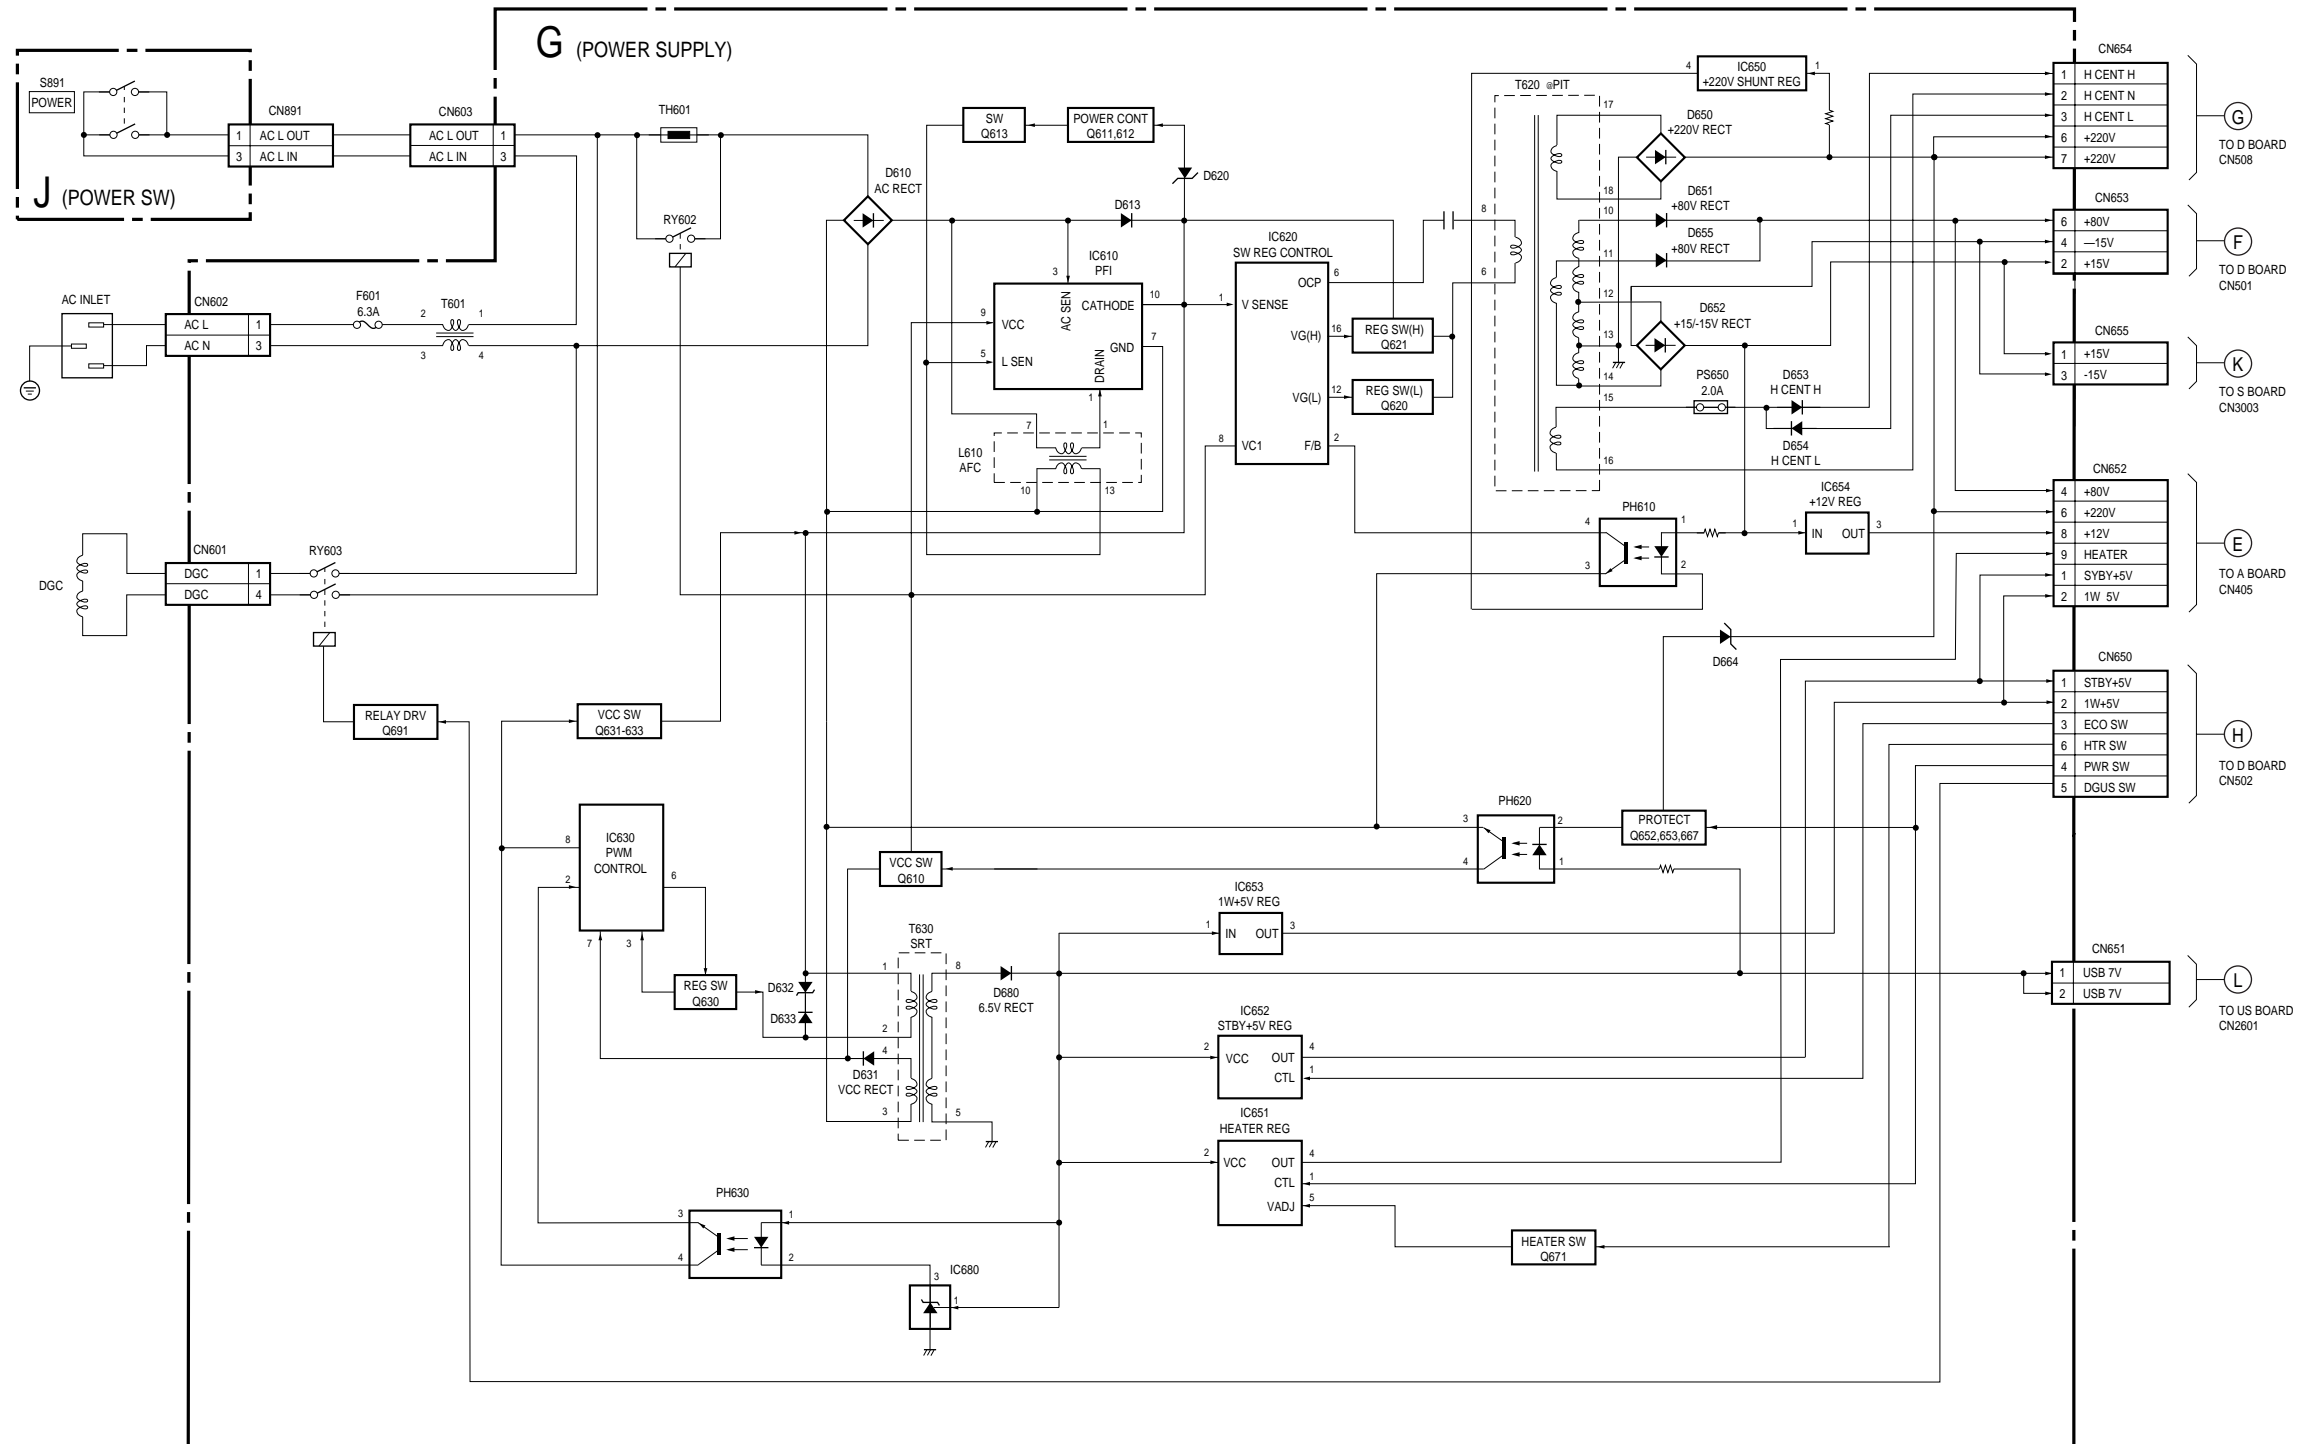 G (POWER SUPPLY)
J (POWER SW)
S891
POWER
CN891
1 AC L OUT
3 AC L IN
CN603
AC L OUT 1
AC L IN 3
TH601
RY602
AC INLET
CN602
AC L 1
AC N 3
F601
6.3A
T601
2 1
3 4
DGC
CN601
DGC 1
DGC 4
RY603
RELAY DRV
Q691
D610
AC RECT
SW
Q613
POWER CONT
Q611,612
D620
D613
IC610
PFI
3
AC SEN
CATHODE 10
9 VCC
7
GND
5 L SEN
DRAIN
1
L610
AFC
7 1
10 13
IC620
SW REG CONTROL
OCP 6
1 V SENSE
VG(H) 16
VG(L) 12
8 VC1
F/B 2
REG SW(H)
Q621
REG SW(L)
Q620
T620 @PIT
8
6
17
18
10
11
12
13
14
15
16
4 IC650 1
+220V SHUNT REG
D650
+220V RECT
D651
+80V RECT
D655
+80V RECT
D652
+15/-15V RECT
PS650
2.0A
D653
H CENT H
D654
H CENT L
IC654
+12V REG
1 IN OUT 3
PH610
4 1
3 2
D664
CN654
1 H CENT H
2 H CENT N
3 H CENT L
6 +220V
7 +220V
G
TO D BOARD
CN508
CN653
6 +80V
4 —15V
2 +15V
F
TO D BOARD
CN501
CN655
1 +15V
3 -15V
K
TO S BOARD
CN3003
CN652
4 +80V
6 +220V
8 +12V
9 HEATER
1 SYBY+5V
2 1W 5V
E
TO A BOARD
CN405
CN650
1 STBY+5V
2 1W+5V
3 ECO SW
6 HTR SW
4 PWR SW
5 DGUS SW
H
TO D BOARD
CN502
CN651
1 USB 7V
2 USB 7V
L
TO US BOARD
CN2601
VCC SW
Q631-633
IC630
PWM
CONTROL
8
2
6
7 3
REG SW
Q630
D632
D633
D631
VCC RECT
VCC SW
Q610
T630
SRT
1 8
2
4
3 5
D680
6.5V RECT
PH620
3 2
4 1
PROTECT
Q652,653,667
IC653
1W+5V REG
1 IN OUT 3
IC652
STBY+5V REG
2 VCC OUT 4
CTL 1
IC651
HEATER REG
2 VCC OUT 4
CTL 1
VADJ 5
HEATER SW
Q671
PH630
3 1
4 2
IC680
3
1